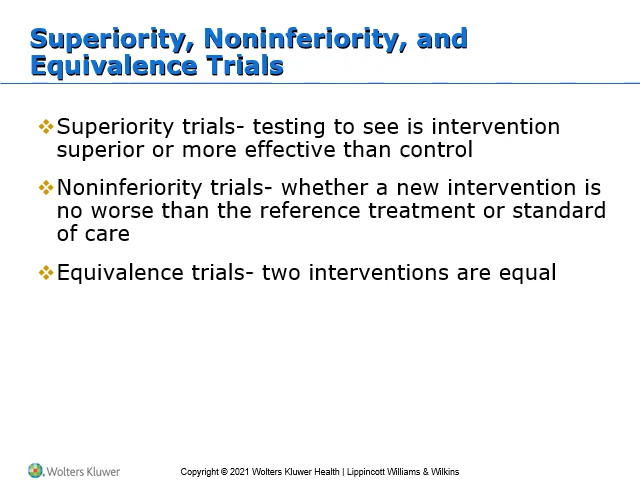 Superiority, Noninferiority, and
Equivalence Trials
Superiority trials- testing to see is intervention
superior or more effective than control
Noninferiority trials- whether a new intervention is
no worse than the reference treatment or standard
of care
Equivalence trials- two interventions are equal
Wolters Kluwer
Copyright © 2021 Wolters Kluwer Health | Lippincott Williams & Wilkins